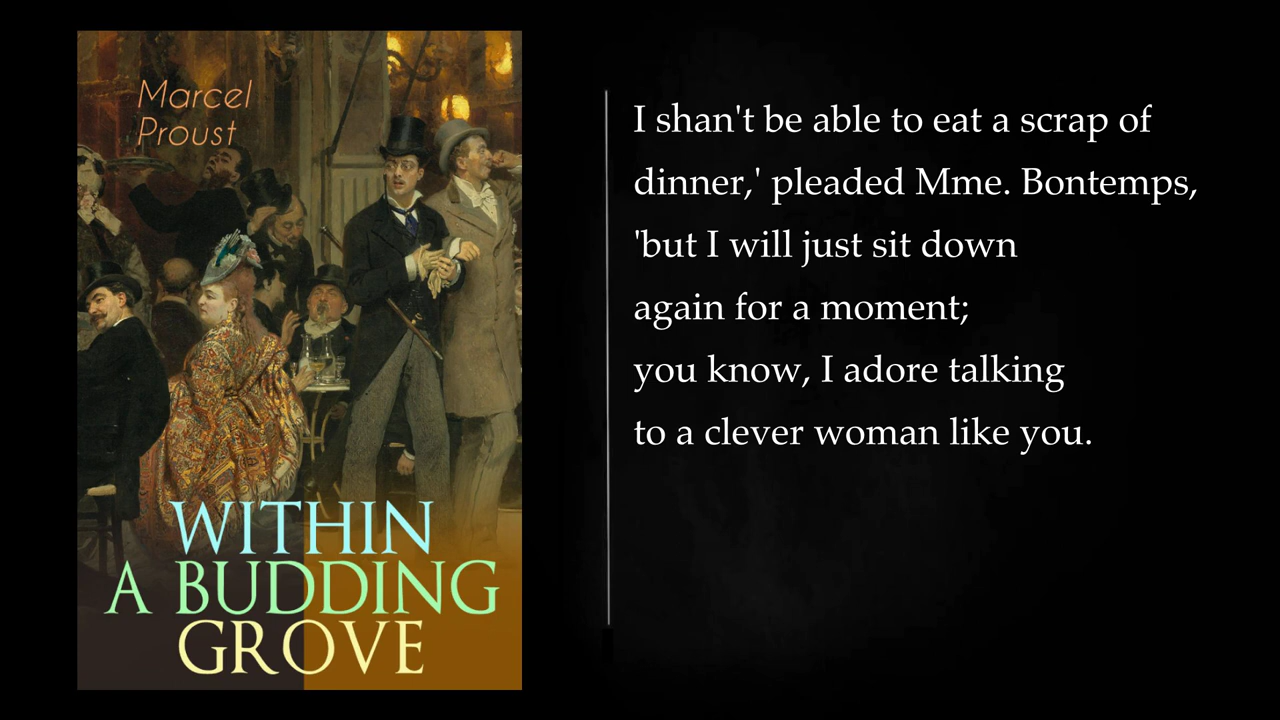 Marcel
Proust
WITHIN
A BUDDING
GROVE
I shan't be able to eat a scrap of
dinner,' pleaded Mme. Bontemps,
'but I will just sit down
again for a moment;
you know, I adore talking
to a clever woman like you.